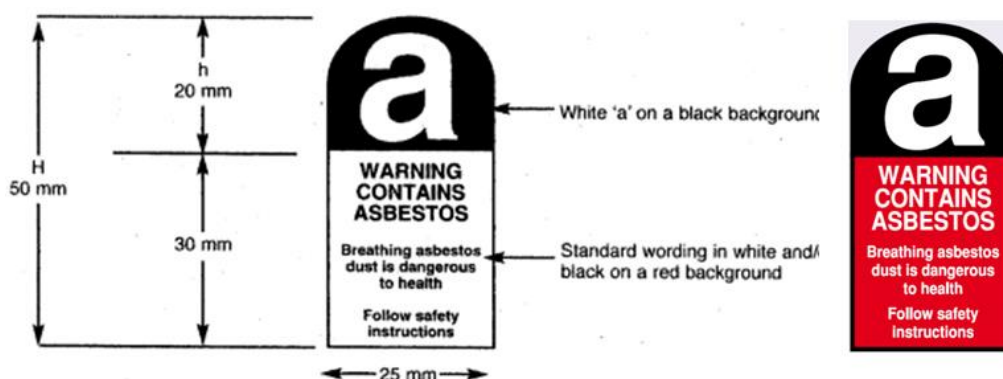 H
50 mm
h
20 mm
30 mm
a
WARNING
CONTAINS
ASBESTOS
Breathing asbestos
dust is dangerous
to health
Follow safety
instructions
25 mm
White ‘a’ on a black background
Standard wording in white and/
black on a red background
a
WARNING
CONTAINS
ASBESTOS
Breathing asbestos
dust is dangerous
to health
Follow safety
instructions